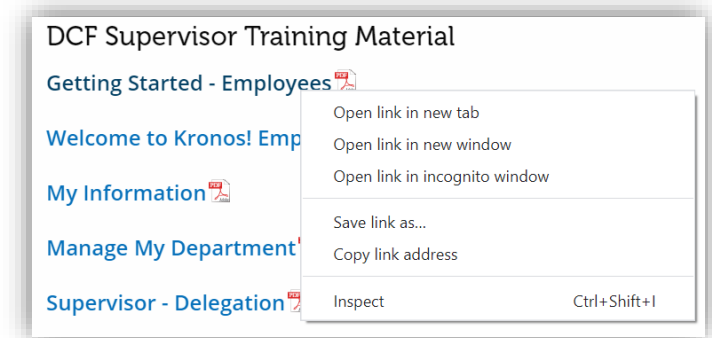 DCF Supervisor Training Material
Getting Started - Employees
Open link in new tab
Welcome to Kronos! Emp
Open link in new window
Open link in incognito window
My Information
Save link as...
Manage My Department
Copy link address
Supervisor - Delegation
Inspect Ctrl+Shift+I